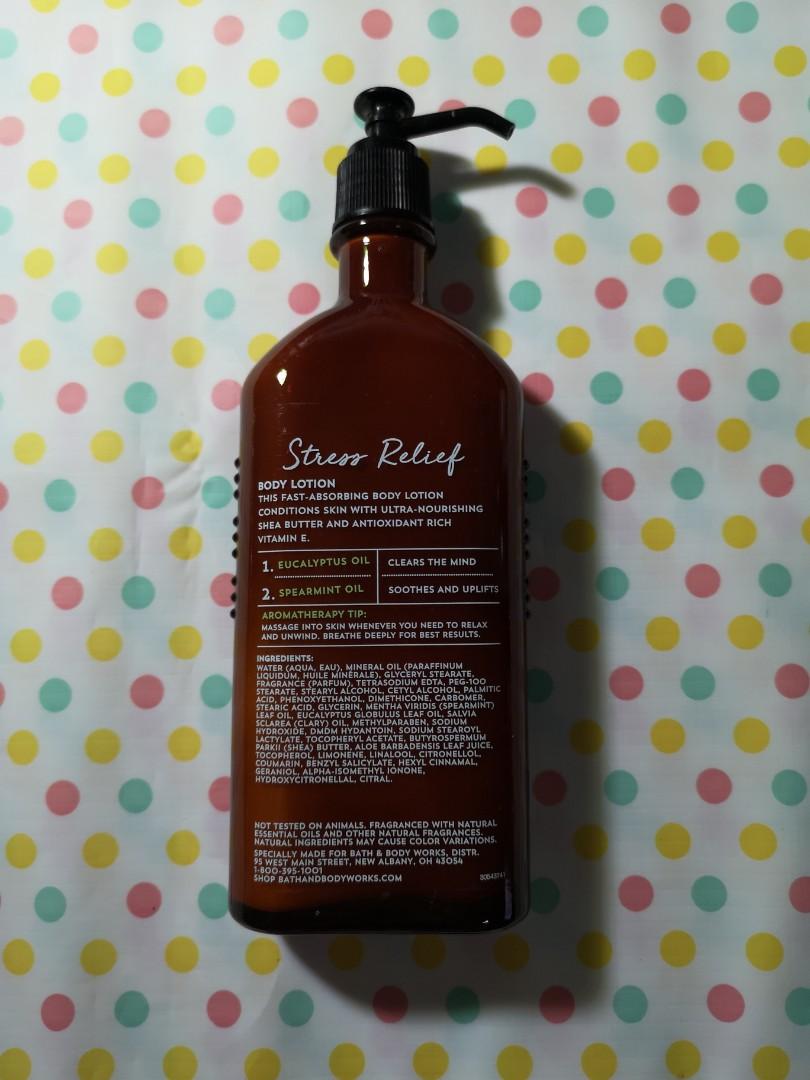 Stress Relief
BODY LOTION
THIS FAST-ABSORBING BODY LOTION
CONDITIONS SKIN WITH ULTRA-NOURISHING
SHEA BUTTER AND ANTIOXIDANT RICH
VITAMIN E.
1. EUCALYPTUS OIL CLEARS THE MIND
2. SPEARMINT OIL SOOTHES AND UPLIFTS
AROMATHERAPY TIP:
MASSAGE INTO SKIN WHENEVER YOU NEED TO RELAX
AND UNWIND. BREATHE DEEPLY FOR BEST RESULTS.
INGREDIENTS:
WATER (AQUA, EAU), MINERAL OIL (PARAFFINUM
LIQUIDUM, HUILE MINÉRALE), GLYCERYL STEARATE,
FRAGRANCE (PARFUM), TETRASODIUM EDTA, PEG-100
STEARATE, STEARYL ALCOHOL, CETYL ALCOHOL, PALMITIC
ACID, PHENOXYETHANOL, DIMETHICONE, CARBOMER,
STEARIC ACID, GLYCERIN, MENTHA VIRIDIS (SPEARMINT)
LEAF OIL, EUCALYPTUS GLOBULUS LEAF OIL, SALVIA
SCLAREA (CLARY) OIL, METHYLPARABEN, SODIUM
HYDROXIDE, DMDM HYDANTOIN, SODIUM STEAROYL
LACTYLATE, TOCOPHERYL ACETATE, BUTYROSPERMUM
PARKII (SHEA) BUTTER, ALOE BARBADENSIS LEAF JUICE,
TOCOPHEROL, LIMONENE, LINALOOL, CITRONELLOL,
COUMARIN, BENZYL SALICYLATE, HEXYL CINNAMAL,
GERANIOL, ALPHA-ISOMETHYL IONONE,
HYDROXYCITRONELLAL, CITRAL.
NOT TESTED ON ANIMALS. FRAGRANCED WITH NATURAL
ESSENTIAL OILS AND OTHER NATURAL FRAGRANCES.
NATURAL INGREDIENTS MAY CAUSE COLOR VARIATIONS.
SPECIALLY MADE FOR BATH & BODY WORKS, DISTR.
95 WEST MAIN STREET, NEW ALBANY, OH 43054
1-800-395-1001
SHOP BATHANDBODYWORKS.COM